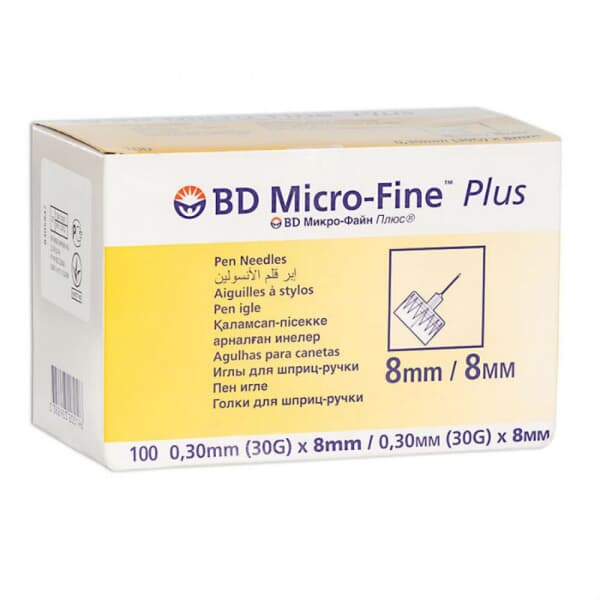 BD Micro-Fine™ Plus
BD Микро-Файн Плюс®
Pen Needles
إبر قلم الأنسولين
Aiguilles à stylos
Pen igle
Қаламсап-пісекке
арналған инелер
Agulhas para canetas
Иглы для шприц-ручки
Пен игле
Голки для шприц-ручки
8mm / 8мм
100 0,30mm (30G) x 8mm / 0,30мм (30G) x 8мм